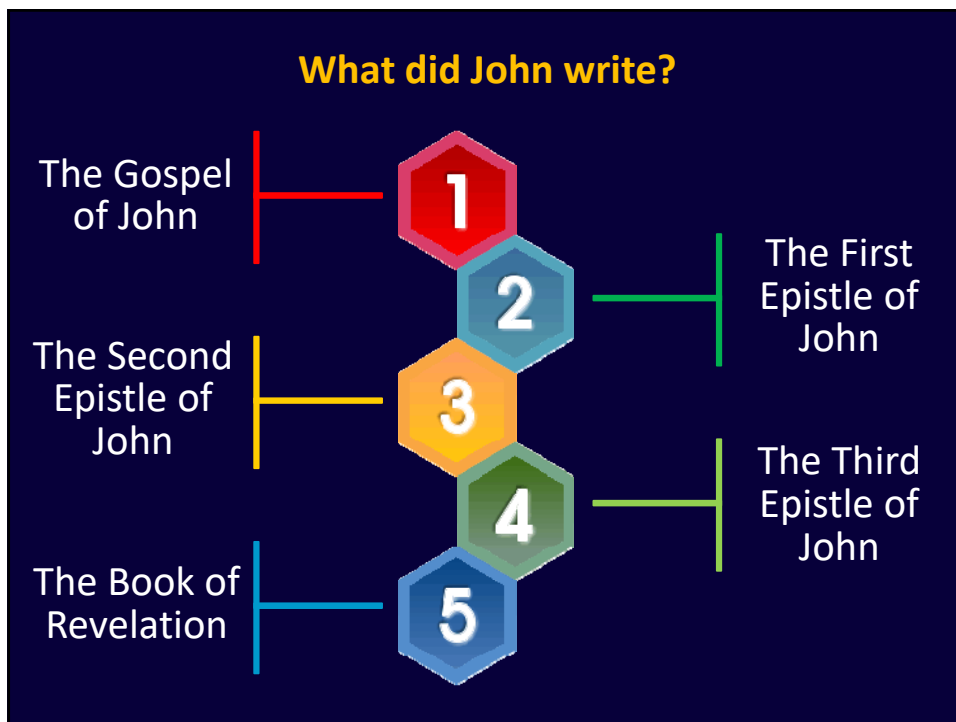 What did John write?
The Gospel
of John
1
2
The First
Epistle of
John
The Second
Epistle of
John
3
4
The Third
Epistle of
John
The Book of
Revelation
5